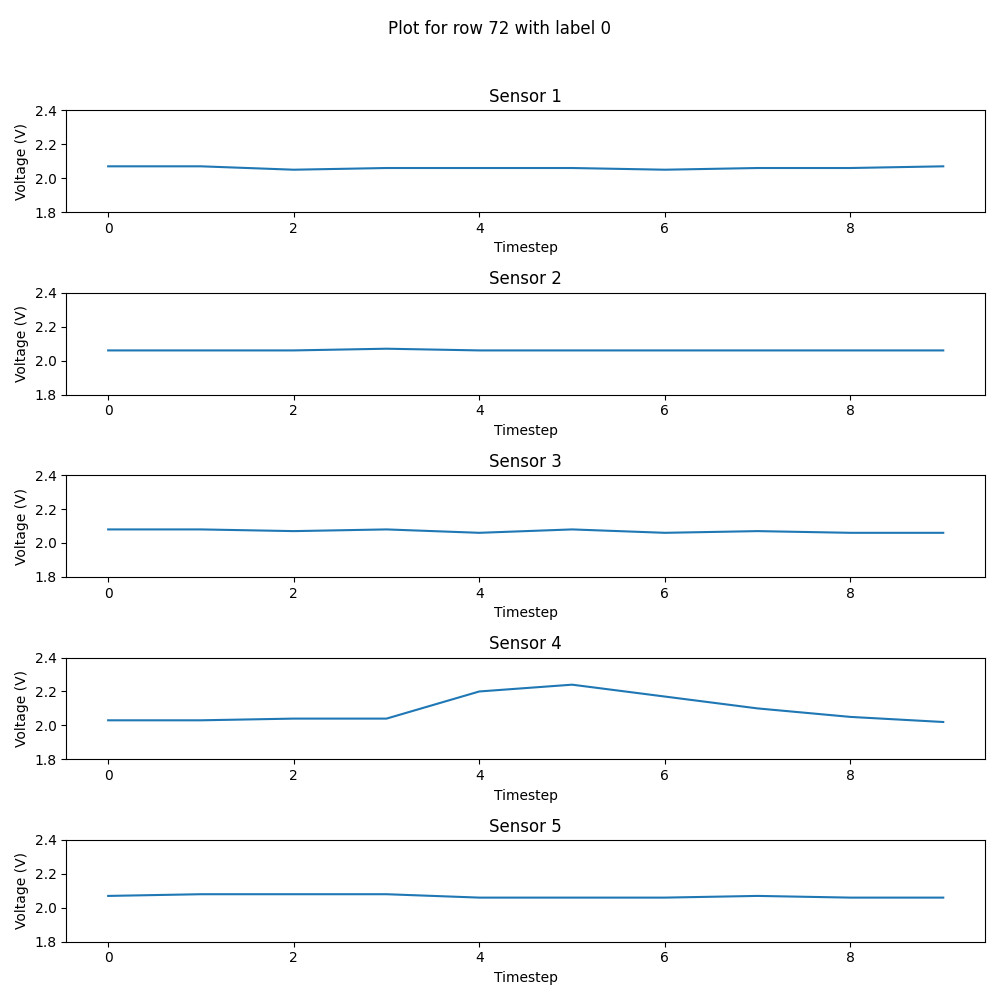 Plot for row 72 with label 0
Sensor 1
Voltage (V)
2.4
2.2
2.0
1.8
0 2 4 6 8
Timestep
Sensor 2
Voltage (V)
2.4
2.2
2.0
1.8
0 2 4 6 8
Timestep
Sensor 3
Voltage (V)
2.4
2.2
2.0
1.8
0 2 4 6 8
Timestep
Sensor 4
Voltage (V)
2.4
2.2
2.0
1.8
0 2 4 6 8
Timestep
Sensor 5
Voltage (V)
2.4
2.2
2.0
1.8
0 2 4 6 8
Timestep